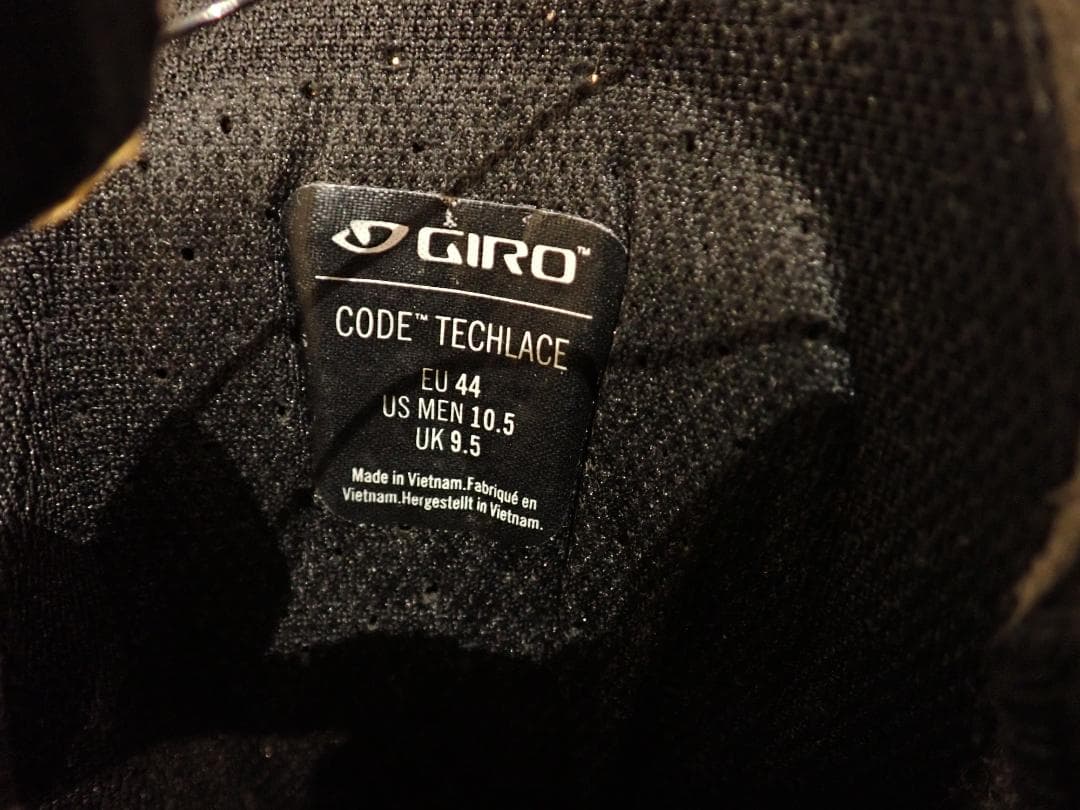 GIRO™
CODE™ TECHLACE
EU 44
US MEN 10.5
UK 9.5
Made in Vietnam.Fabriqué en
Vietnam.Hergestellt in Vietnam.